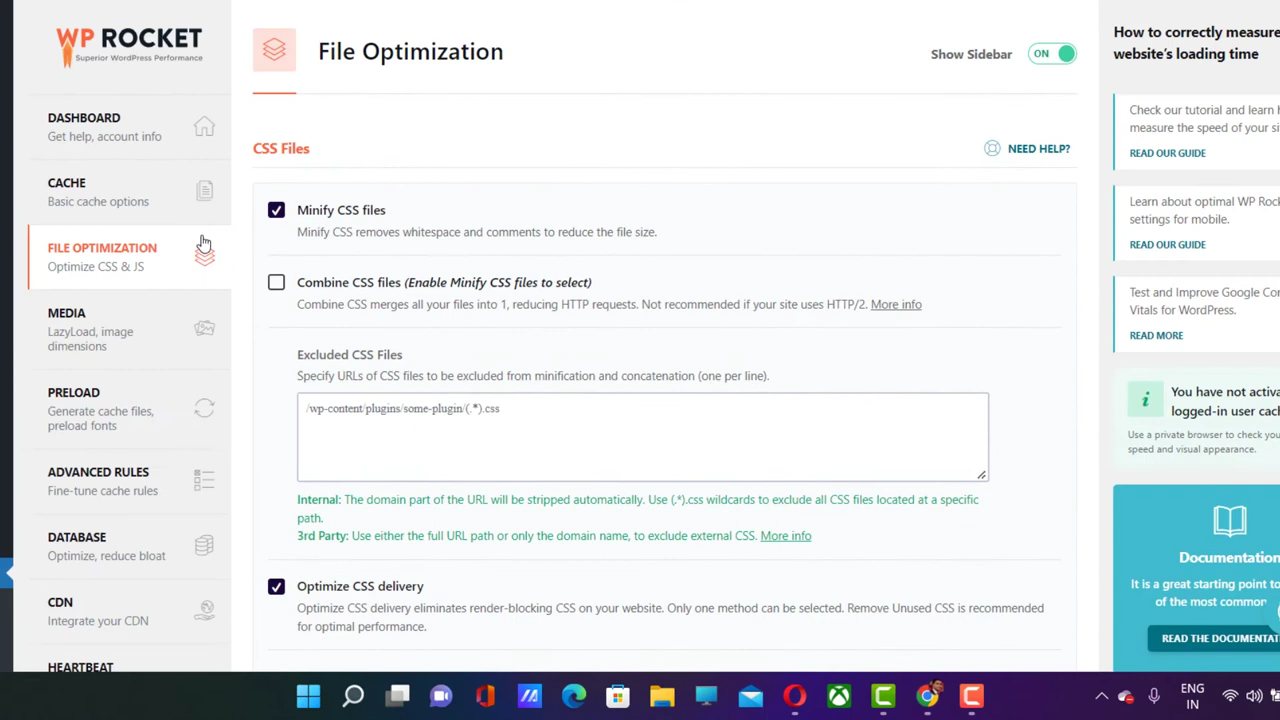 WP ROCKET
Superior WordPress Performance
DASHBOARD
Get help, account info
CACHE
Basic cache options
FILE OPTIMIZATION
Optimize CSS & JS
MEDIA
LazyLoad, image
dimensions
PRELOAD
Generate cache files,
preload fonts
ADVANCED RULES
Fine-tune cache rules
DATABASE
Optimize, reduce bloat
CDN
Integrate your CDN
HEARTBEAT
File Optimization
Show Sidebar ON
CSS Files
NEED HELP?
Minify CSS files
Minify CSS removes whitespace and comments to reduce the file size.
Combine CSS files (Enable Minify CSS files to select)
Combine CSS merges all your files into 1, reducing HTTP requests. Not recommended if your site uses HTTP/2. More info
Excluded CSS Files
Specify URLs of CSS files to be excluded from minification and concatenation (one per line).
/wp-content/plugins/some-plugin/(.*).css
Internal: The domain part of the URL will be stripped automatically. Use (.*).css wildcards to exclude all CSS files located at a specific
path.
3rd Party: Use either the full URL path or only the domain name, to exclude external CSS. More info
Optimize CSS delivery
Optimize CSS delivery eliminates render-blocking CSS on your website. Only one method can be selected. Remove Unused CSS is recommended
for optimal performance.
How to correctly measure
website's loading time
Check our tutorial and learn
measure the speed of your
READ OUR GUIDE
Learn about optimal WP
settings for mobile.
READ OUR GUIDE
Test and Improve Google
Vitals for WordPress.
READ MORE
You have not
logged-in user
Use a private browser to check
speed and visual appearance.
Documentation
It is a great starting point to
of the most common
READ THE
ENG
IN